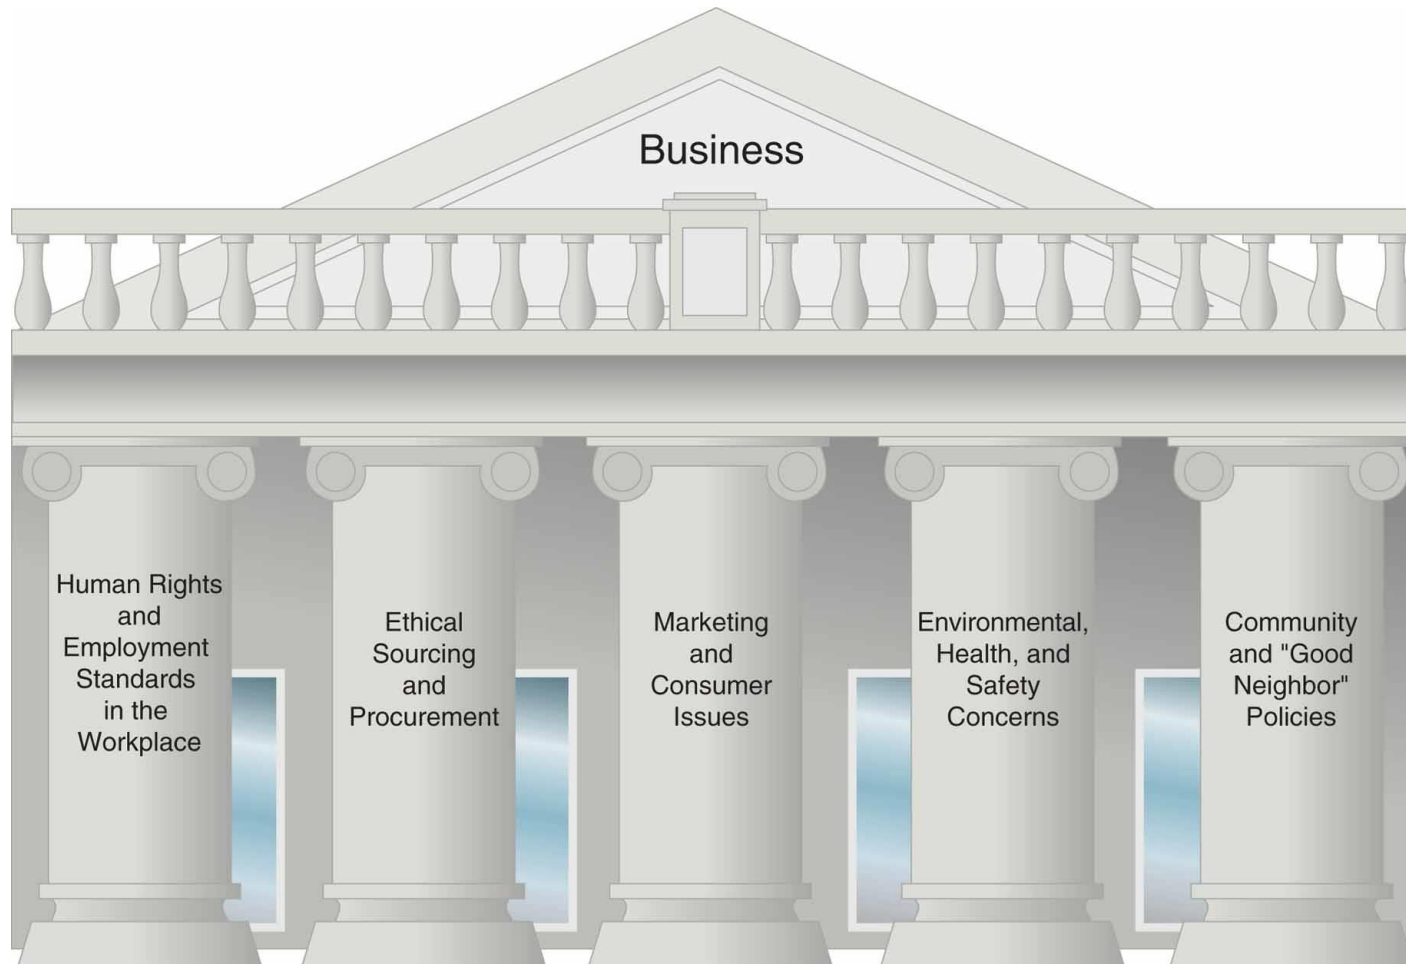 Business
Human Rights
and
Employment
Standards
in the
Workplace
Ethical
Sourcing
and
Procurement
Marketing
and
Consumer
Issues
Environmental,
Health, and
Safety
Concerns
Community
and "Good
Neighbor"
Policies